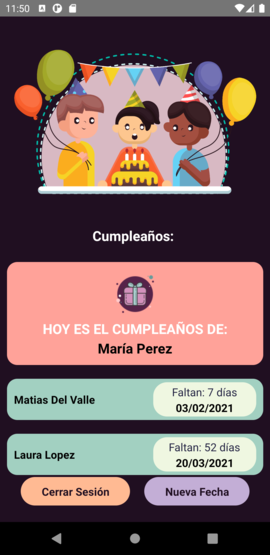 11:50
Cumpleaños:
HOY ES EL CUMPLEAÑOS DE:
María Perez
Matias Del Valle
Faltan: 7 días
03/02/2021
Laura Lopez
Faltan: 52 días
20/03/2021
Cerrar Sesión
Nueva Fecha